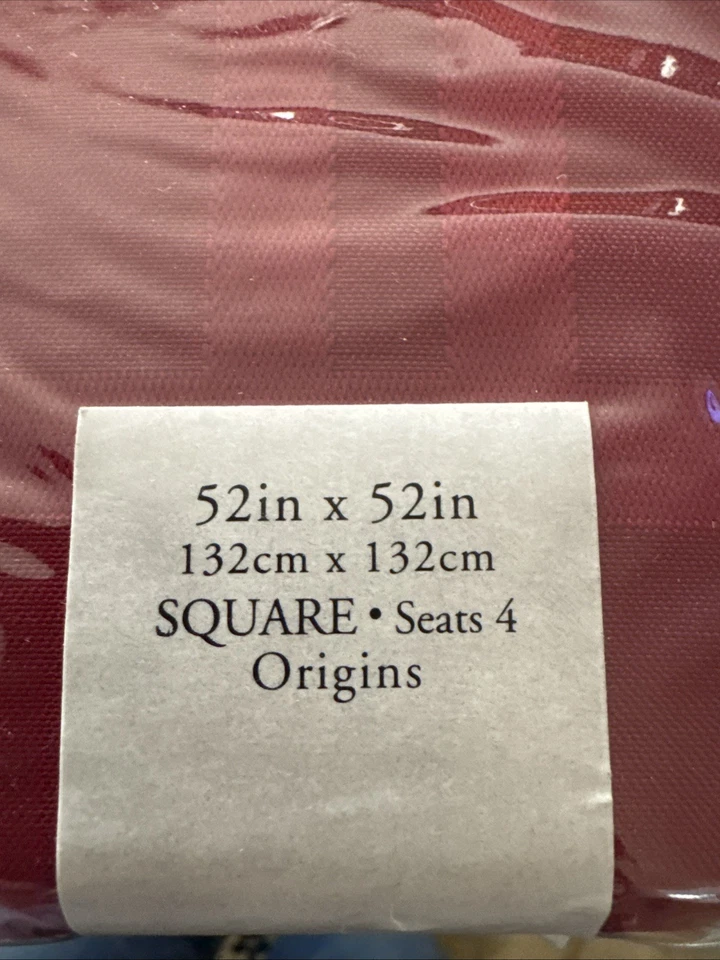 52in x 52in
132cm x 132cm
SQUARE • Seats 4
Origins